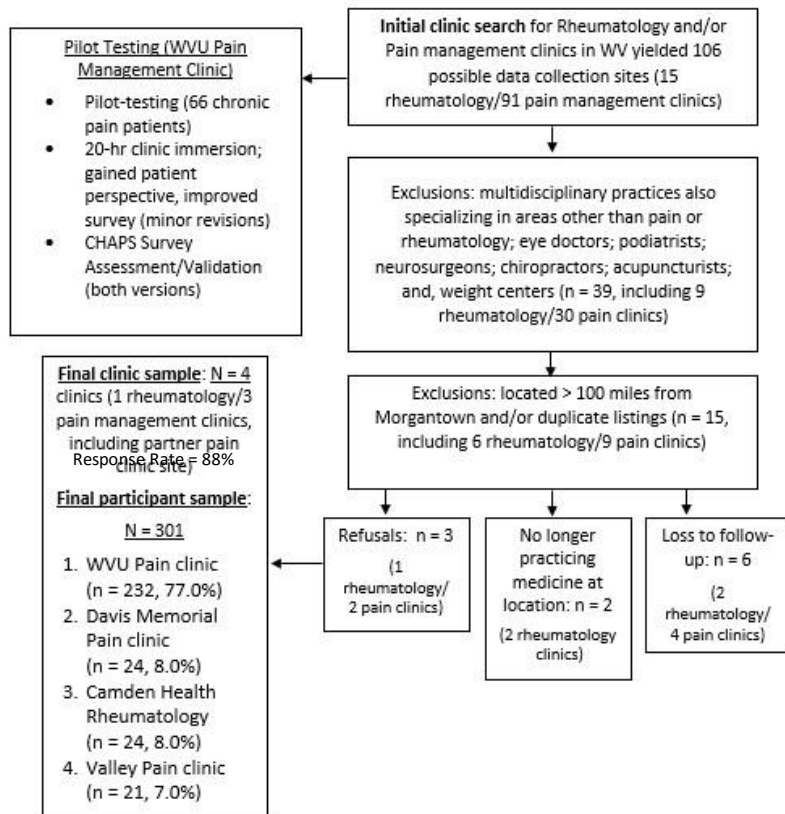 Pilot Testing (WVU Pain
Management Clinic)
• Pilot-testing (66 chronic
pain patients)
• 20-hr clinic immersion;
gained patient
perspective, improved
survey (minor revisions)
• CHAPS Survey
Assessment/Validation
(both versions)
Initial clinic search for Rheumatology and/or
Pain management clinics in WV yielded 106
possible data collection sites (15
rheumatology/91 pain management clinics)
Exclusions: multidisciplinary practices also
specializing in areas other than pain or
rheumatology; eye doctors; podiatrists;
neurosurgeons; chiropractors; acupuncturists;
and, weight centers (n = 39, including 9
rheumatology/30 pain clinics)
Exclusions: located > 100 miles from
Morgantown and/or duplicate listings (n = 15,
including 6 rheumatology/9 pain clinics)
Refusals: n = 3
(1
rheumatology/
2 pain clinics)
No longer
practicing
medicine at
location: n = 2
(2 rheumatology
clinics)
Loss to follow-
up: n = 6
(2
rheumatology/
4 pain clinics)
Final clinic sample: N = 4
clinics (1 rheumatology/3
pain management clinics,
including partner pain
clinic site)
Response Rate = 88%
Final participant sample:
N = 301
1. WVU Pain clinic
(n = 232, 77.0%)
2. Davis Memorial
Pain clinic
(n = 24, 8.0%)
3. Camden Health
Rheumatology
(n = 24, 8.0%)
4. Valley Pain clinic
(n = 21, 7.0%)